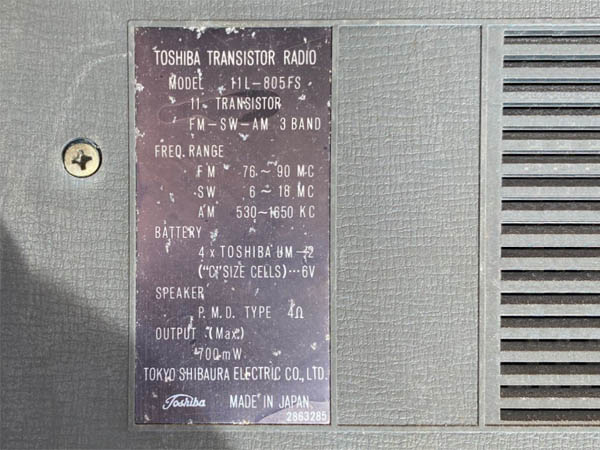 TOSHIBA TRANSISTOR RADIO
MODEL 11L-805FS
11 TRANSISTOR
FM-SW-AM 3 BAND
FREQ. RANGE
FM 76~90 MC
SW 6~18 MC
AM 530~1650 KC
BATTERY
4 x TOSHIBA UM-2
("C" SIZE CELLS)…6V
SPEAKER
P.M.D. TYPE 4Ω
OUTPUT (Max.)
700mW
TOKYO SHIBAURA ELECTRIC CO., LTD.
Toshiba MADE IN JAPAN
2863285